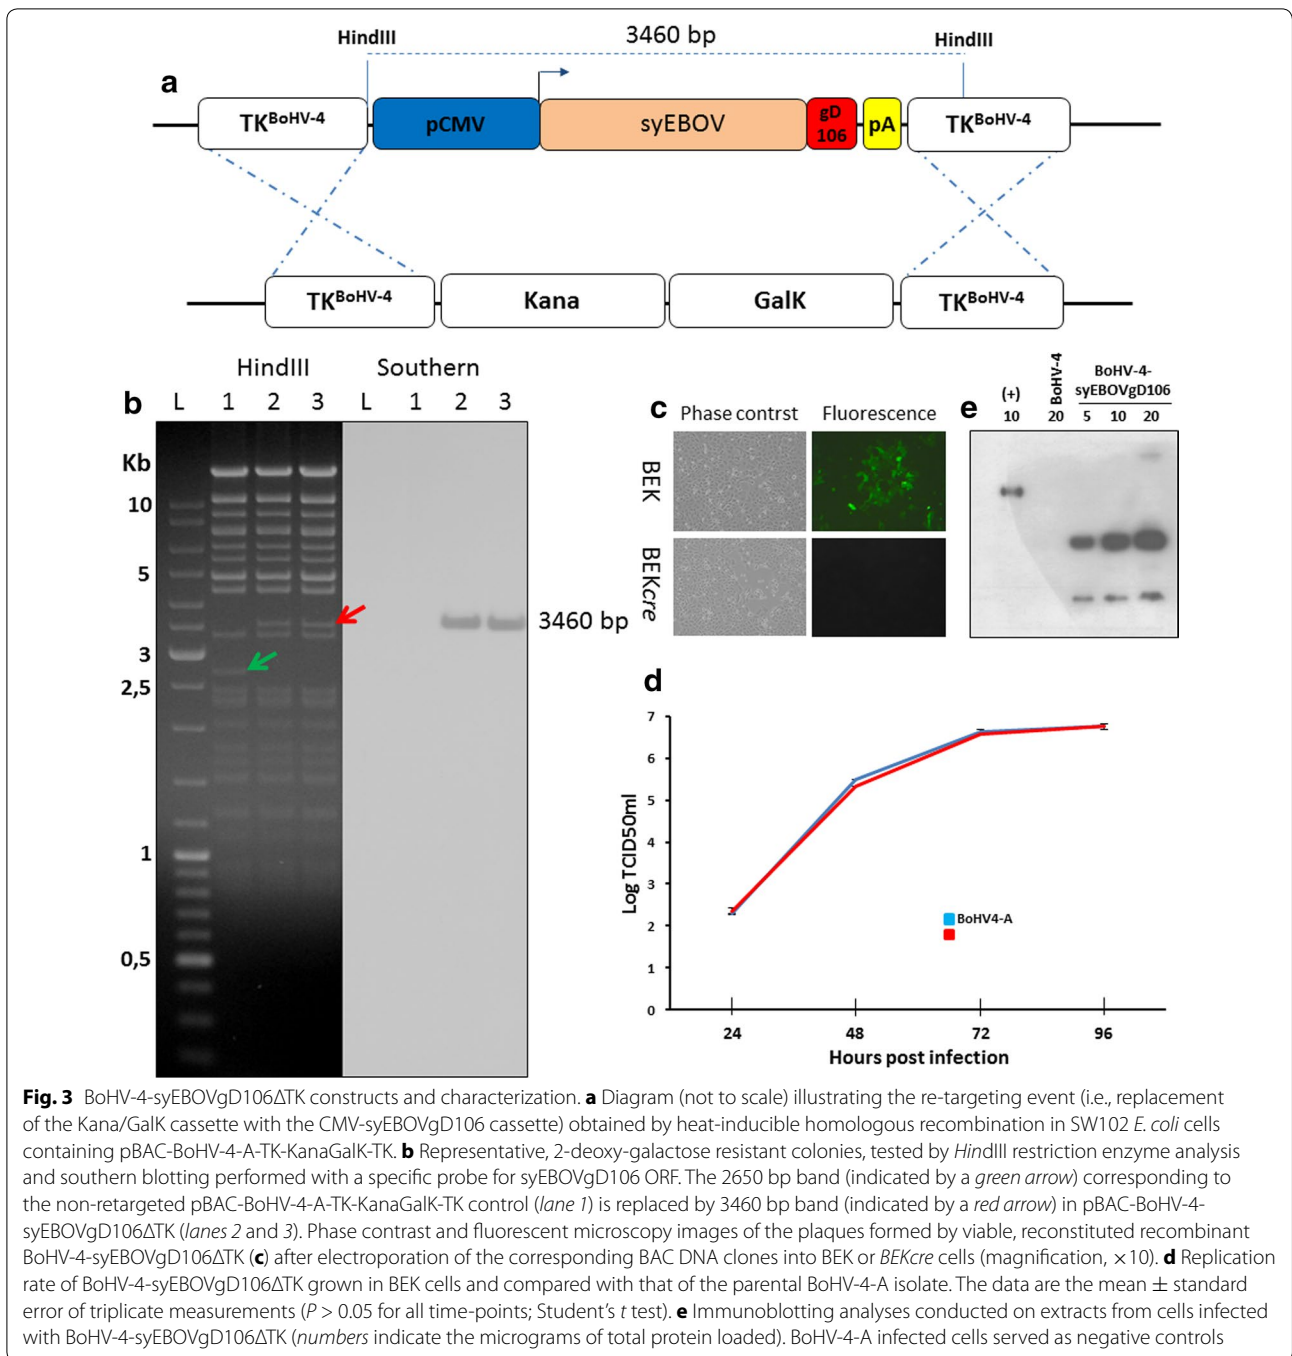 HindIII 3460 bp HindIII
a
TK^BoHV-4 pCMV syEBOV gD 106 pA TK^BoHV-4
TK^BoHV-4 Kana GalK TK^BoHV-4
HindIII Southern
b L 1 2 3 L 1 2 3
Kb
10
5
3
2,5
1
0,5
3460 bp
c Phase contrst Fluorescence
BEK
BEKcre
e (+) BoHV-4 BoHV-4-
syEBOVgD106
10 20 5 10 20
d
7
6
5
4
3
2
1
0
Log TCID50ml
BoHV4-A
24 48 72 96
Hours post infection
Fig. 3 BoHV-4-syEBOVgD106ΔTK constructs and characterization. a Diagram (not to scale) illustrating the re-targeting event (i.e., replacement
of the Kana/GalK cassette with the CMV-syEBOVgD106 cassette) obtained by heat-inducible homologous recombination in SW102 E. coli cells
containing pBAC-BoHV-4-A-TK-KanaGalK-TK. b Representative, 2-deoxy-galactose resistant colonies, tested by HindIII restriction enzyme analysis
and southern blotting performed with a specific probe for syEBOVgD106 ORF. The 2650 bp band (indicated by a green arrow) corresponding to
the non-retargeted pBAC-BoHV-4-A-TK-KanaGalK-TK control (lane 1) is replaced by 3460 bp band (indicated by a red arrow) in pBAC-BoHV-4-
syEBOVgD106ΔTK (lanes 2 and 3). Phase contrast and fluorescent microscopy images of the plaques formed by viable, reconstituted recombinant
BoHV-4-syEBOVgD106ΔTK (c) after electroporation of the corresponding BAC DNA clones into BEK or BEKcre cells (magnification, ×10). d Replication
rate of BoHV-4-syEBOVgD106ΔTK grown in BEK cells and compared with that of the parental BoHV-4-A isolate. The data are the mean ± standard
error of triplicate measurements (P > 0.05 for all time-points; Student's t test). e Immunoblotting analyses conducted on extracts from cells infected
with BoHV-4-syEBOVgD106ΔTK (numbers indicate the micrograms of total protein loaded). BoHV-4-A infected cells served as negative controls